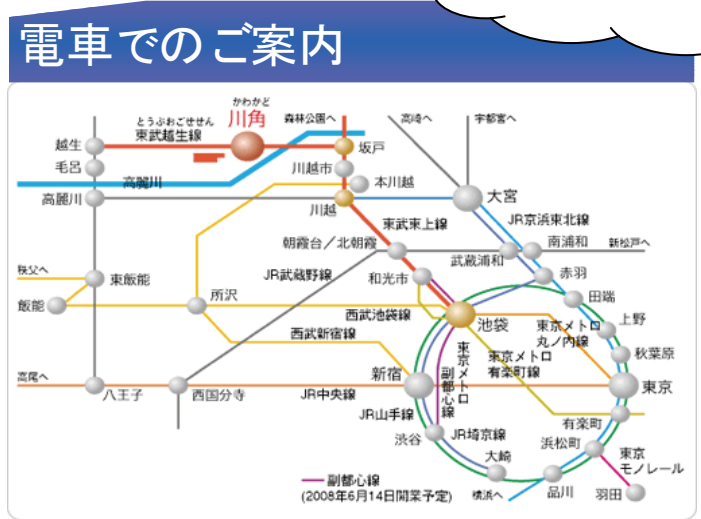 電車でのご案内
かわかど
とうぶおごせせん
川角
森林公園へ
高崎へ
宇都宮へ
東武越生線
越生
坂戸
毛呂
川越市
高麗川
本川越
高麗川
川越
大宮
東武東上線
JR京浜東北線
朝霞台/北朝霞
武蔵浦和
南浦和
新松戸へ
秩父へ
東飯能
JR武蔵野線
和光市
赤羽
飯能
所沢
田端
西武池袋線
池袋
上野
西武新宿線
東京メトロ
丸ノ内線
東京メトロ
有楽町線
秋葉原
東京メトロ
副都心線
高尾へ
八王子
西国分寺
JR中央線
新宿
東京
JR山手線
有楽町
渋谷
JR埼京線
浜松町
大崎
東京
モノレール
副都心線
(2008年6月14日開業予定)
横浜へ
品川
羽田